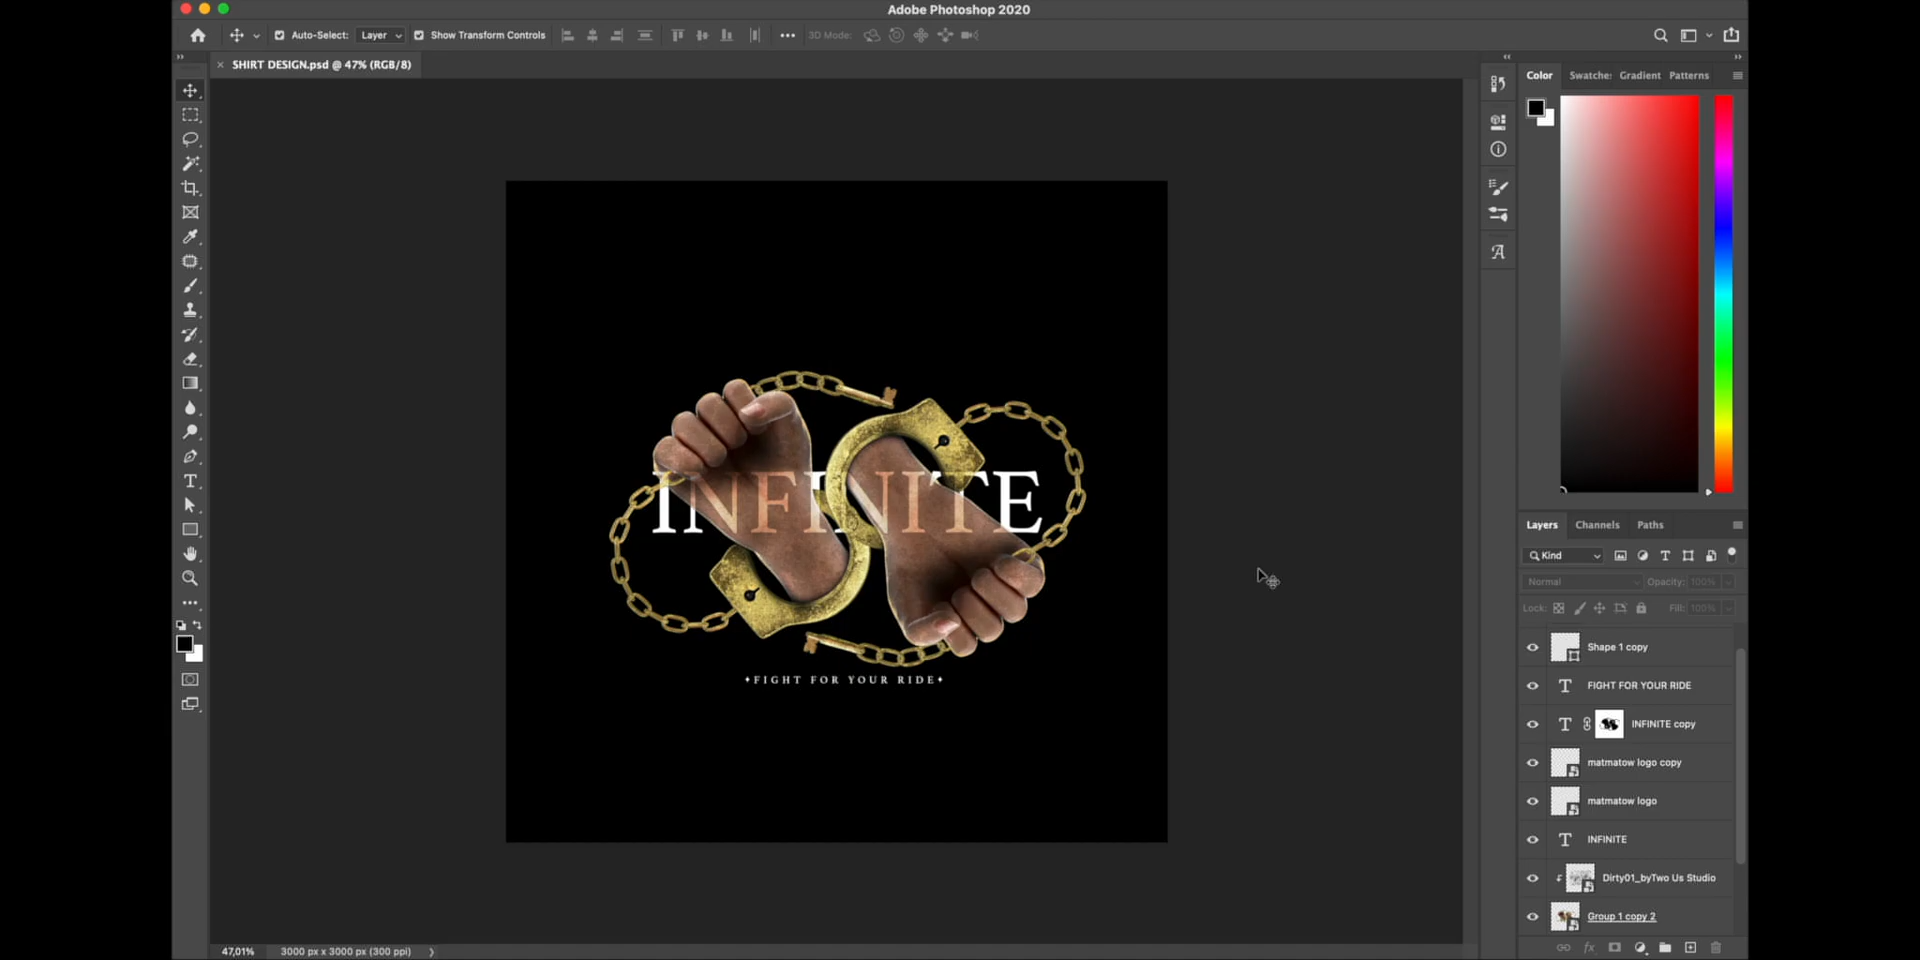 Adobe Photoshop 2020
Auto-Select: Layer Show Transform Controls 3D Mode:
SHIRT DESIGN.psd @ 47% (RGB/8)
Color Swatches Gradient Patterns
INFINITE
FIGHT FOR YOUR RIDE
Layers Channels Paths
Kind
Normal Opacity: 100%
Lock: Fill: 100%
Shape 1 copy
FIGHT FOR YOUR RIDE
INFINITE copy
matmatow logo copy
matmatow logo
INFINITE
Dirty01_byTwo Us Studio
Group 1 copy 2
47,01% 3000 px x 3000 px (300 ppi)